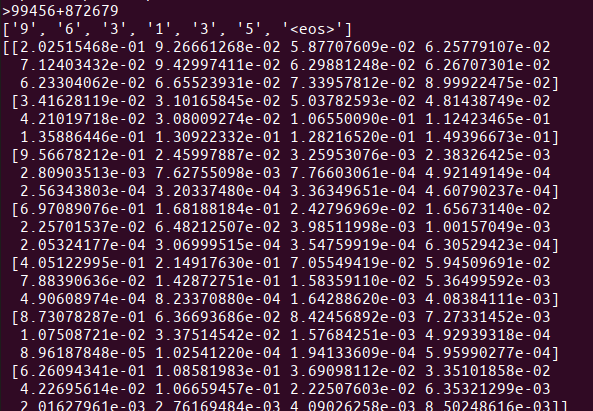 >99456+872679
['9', '6', '3', '1', '3', '5', '<eos>']
[[2.02515468e-01 9.26661268e-02 5.87707609e-02 6.25779107e-02
7.12403432e-02 9.42997411e-02 6.29881248e-02 6.26707301e-02
6.23304062e-02 6.65523931e-02 7.33957812e-02 8.99922475e-02]
[3.41628119e-02 3.10165845e-02 5.03782593e-02 4.81438749e-02
4.21019718e-02 3.08009274e-02 1.06550090e-01 1.12423465e-01
1.35886446e-01 1.30922332e-01 1.28216520e-01 1.49396673e-01]
[9.56678212e-01 2.45997887e-02 3.25953076e-03 2.38326425e-03
2.80903513e-03 7.62755098e-03 7.76603061e-04 4.92149149e-04
2.56343803e-04 3.20337480e-04 3.36349651e-04 4.60790237e-04]
[6.97089076e-01 1.68188184e-01 2.42796969e-02 1.65673140e-02
2.25701537e-02 6.48212507e-02 3.98511998e-03 1.00157049e-03
2.05324177e-04 3.06999515e-04 3.54759919e-04 6.30529423e-04]
[4.05122995e-01 2.14917630e-01 7.05549419e-02 5.94509691e-02
7.88390636e-02 1.42872751e-01 1.58359110e-02 5.36499592e-03
4.90608974e-04 8.23370880e-04 1.64288620e-03 4.08384111e-03]
[8.73078287e-01 6.36693686e-02 8.42456892e-03 7.27331452e-03
1.07508721e-02 3.37514542e-02 1.57684251e-03 4.92939318e-04
8.96187848e-05 1.02541220e-04 1.94133609e-04 5.95990277e-04]
[6.26094341e-01 1.08581983e-01 3.69098112e-02 3.35101858e-02
4.22695614e-02 1.06659457e-01 2.22507603e-02 6.35321299e-03
2.01627961e-03 2.76169484e-03 4.09026258e-03 8.50248616e-03]]